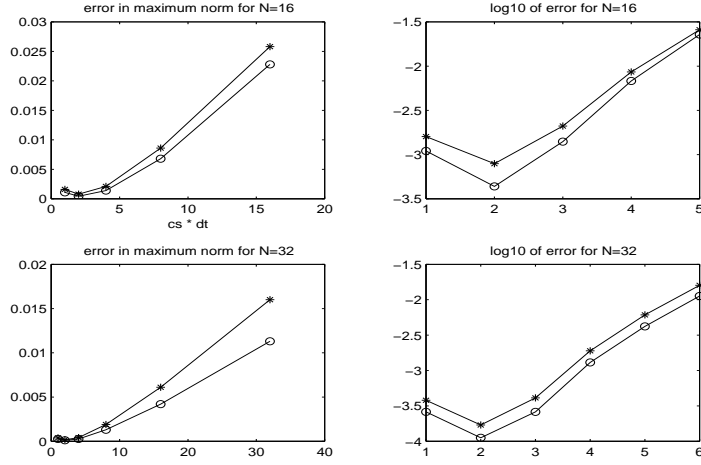 error in maximum norm for N=16
0.03
0.025
0.02
0.015
0.01
0.005
0
0 5 10 15 20
cs * dt
log10 of error for N=16
−1.5
−2
−2.5
−3
−3.5
1 2 3 4 5
error in maximum norm for N=32
0.02
0.015
0.01
0.005
0
0 10 20 30 40
log10 of error for N=32
−1.5
−2
−2.5
−3
−3.5
−4
1 2 3 4 5 6